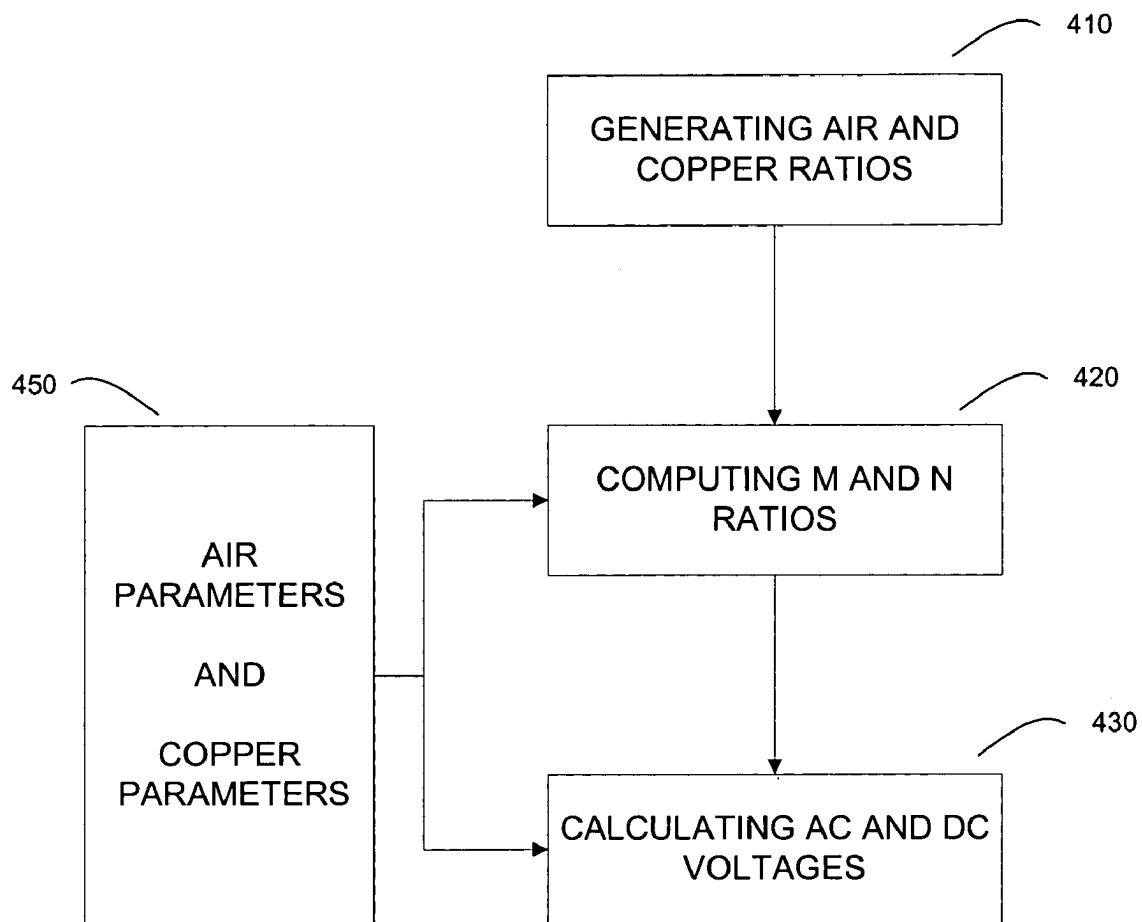 410
GENERATING AIR AND
COPPER RATIOS
450
420
COMPUTING M AND N
RATIOS
AIR
PARAMETERS
AND
COPPER
PARAMETERS
430
CALCULATING AC AND DC
VOLTAGES